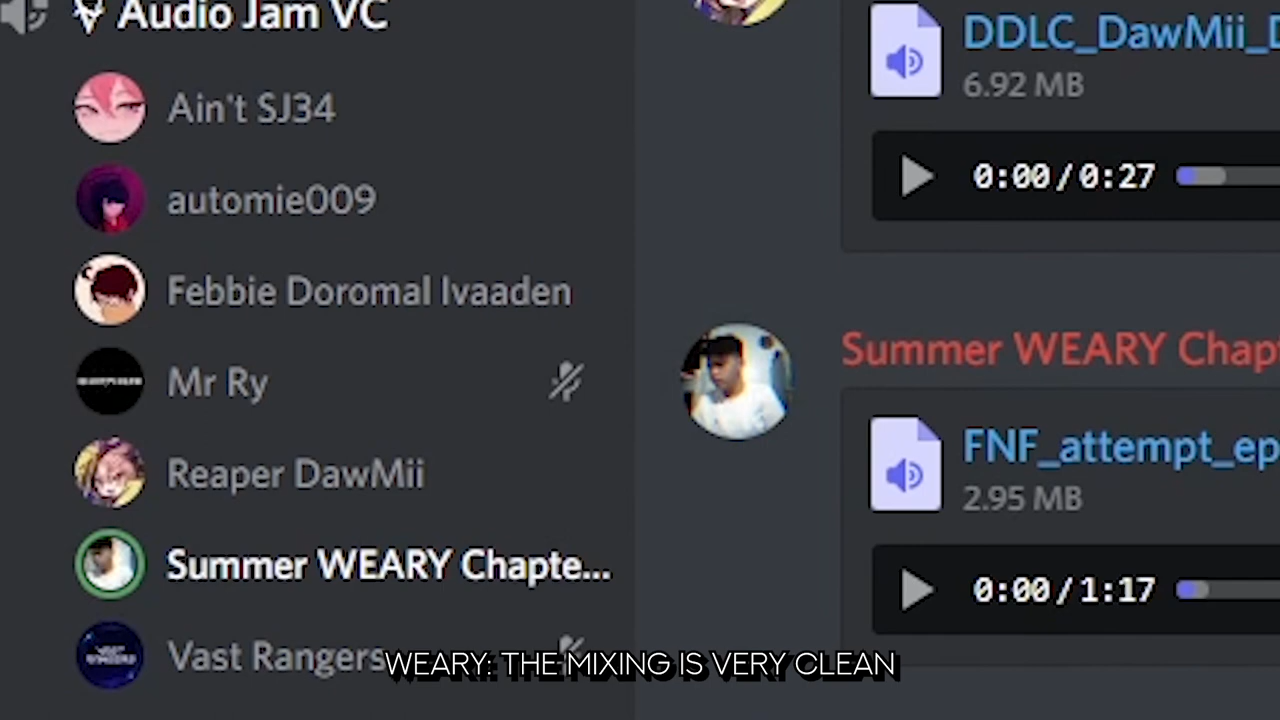 Audio Jam VC
Ain't SJ34
automie009
Febbie Doromal Ivaaden
Mr Ry
Reaper DawMii
Summer WEARY Chapte...
Vast Rangers
DDLC_DawMii_D
6.92 MB
0:00/0:27
Summer WEARY Chap
FNF_attempt_ep
2.95 MB
0:00/1:17
WEARY: THE MIXING IS VERY CLEAN